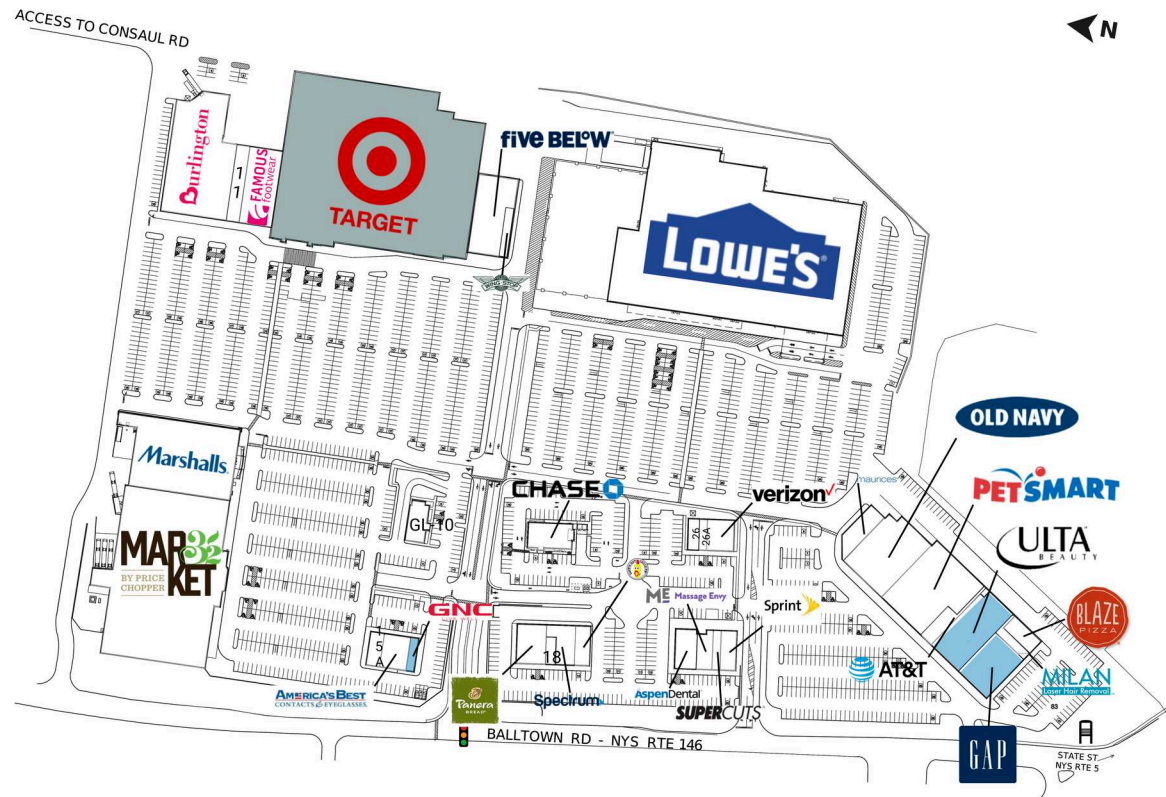 ACCESS TO CONSAUL RD
N
Burlington
1
1
FAMOUS
footwear
TARGET
five BELOW
WING STOP
LOWE'S
OLD NAVY
Marshalls
GL-10
CHASE
verizon
maurices
PETSMART
26
26A
ULTA
BEAUTY
MARKET 32
BY PRICE
CHOPPER
GNC
ME Massage Envy
Sprint
BLAZE
PIZZA
5
A
18
AT&T
MILAN
Laser Hair Removal
AMERICA'S BEST
CONTACTS & EYEGLASSES
Panera
BREAD
Spectrum
AspenDental
SUPERCUTS
83
BALLTOWN RD - NYS RTE 146
GAP
STATE ST
NYS RTE 5